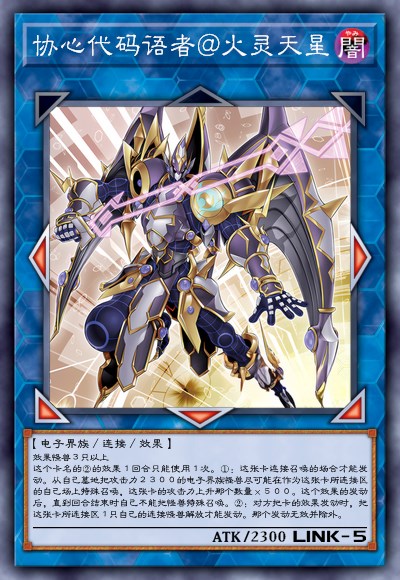 协心代码语者@火灵天星
やみ
闇
【电子界族/连接/效果】
效果怪兽3只以上
这个卡名的②的效果1回合只能使用1次。①:这张卡连接召唤的场合才能发
动。从自己墓地把攻击力2300的电子界族怪兽尽可能在作为这张卡所连接区
的自己场上特殊召唤。这张卡的攻击力上升那个数量×500。这个效果的发动
后,直到回合结束时自己不能把怪兽特殊召唤。②:对方把卡的效果发动时,把
这张卡所连接区1只自己的连接怪兽解放才能发动。那个发动无效并除外。
ATK/2300 LINK-5